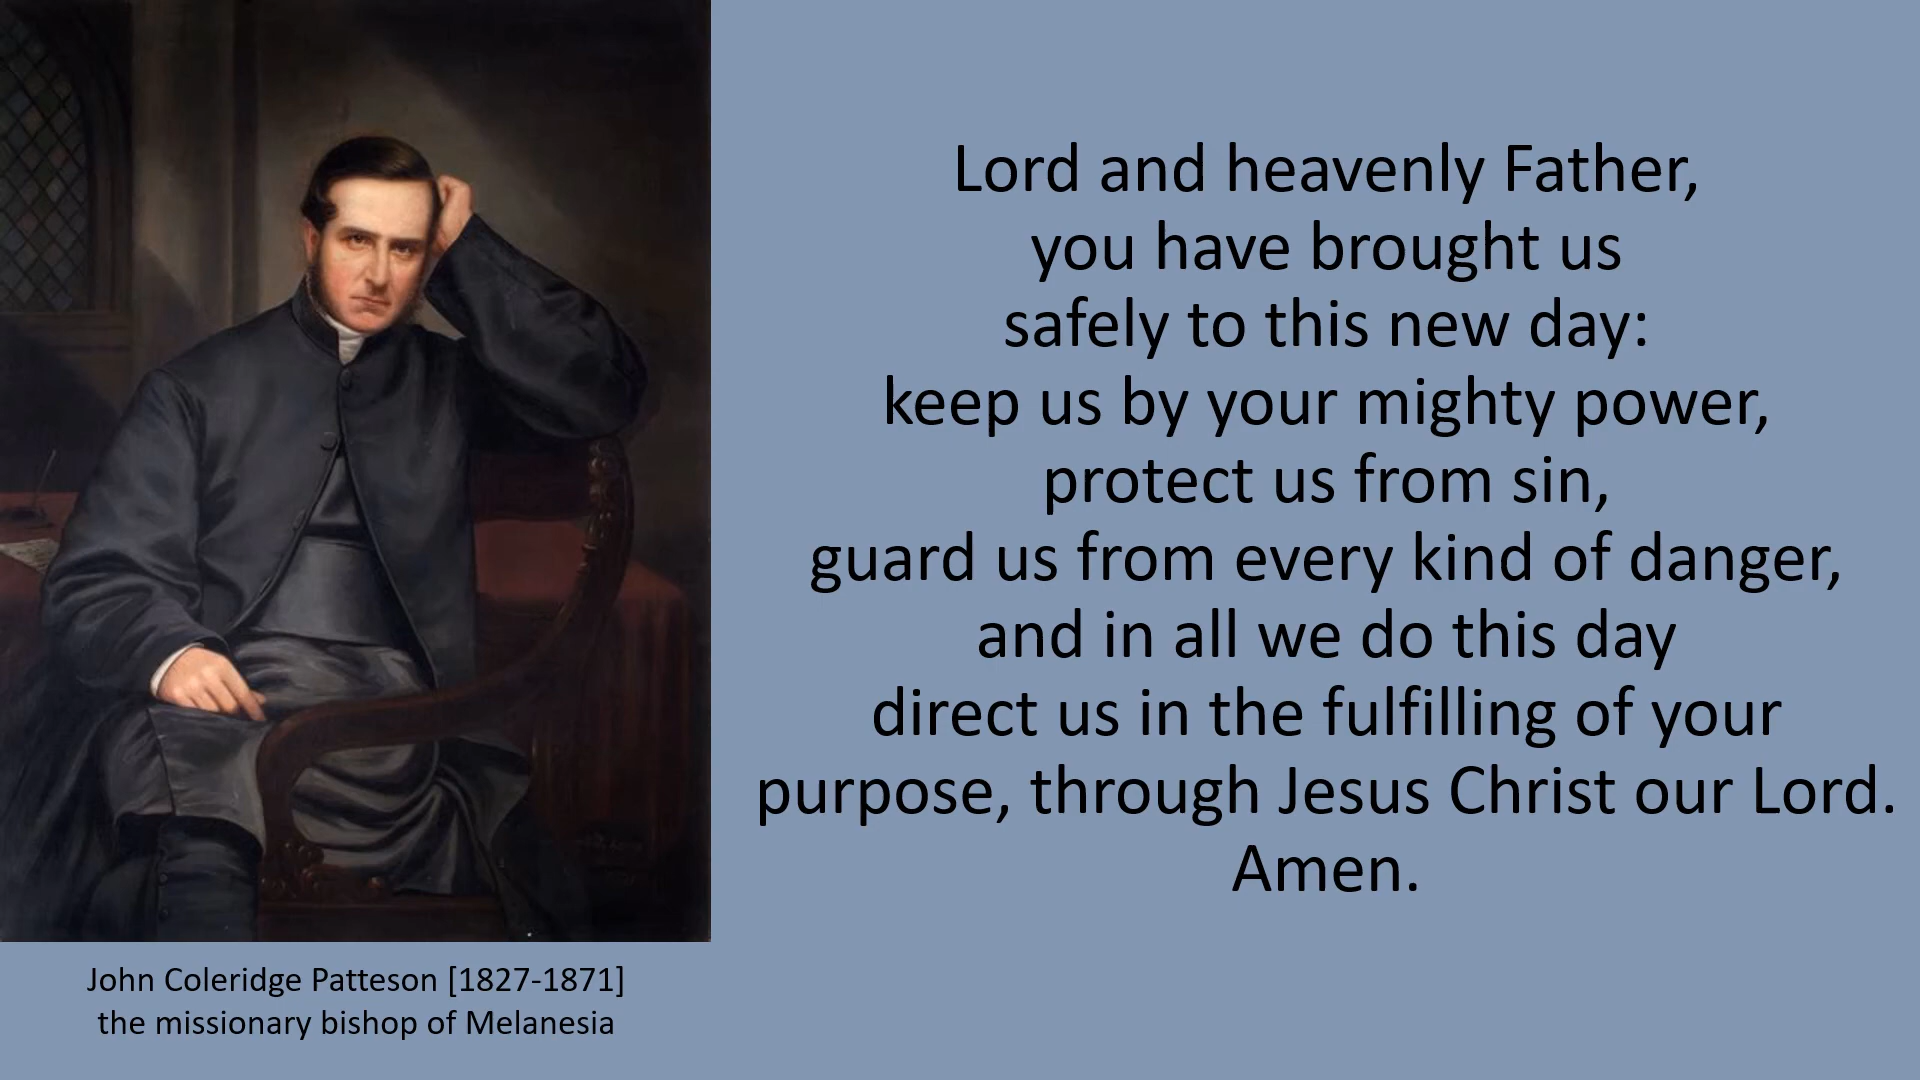 Lord and heavenly Father,
you have brought us
safely to this new day:
keep us by your mighty power,
protect us from sin,
guard us from every kind of danger,
and in all we do this day
direct us in the fulfilling of your
purpose, through Jesus Christ our Lord.
Amen.
John Coleridge Patteson [1827-1871]
the missionary bishop of Melanesia